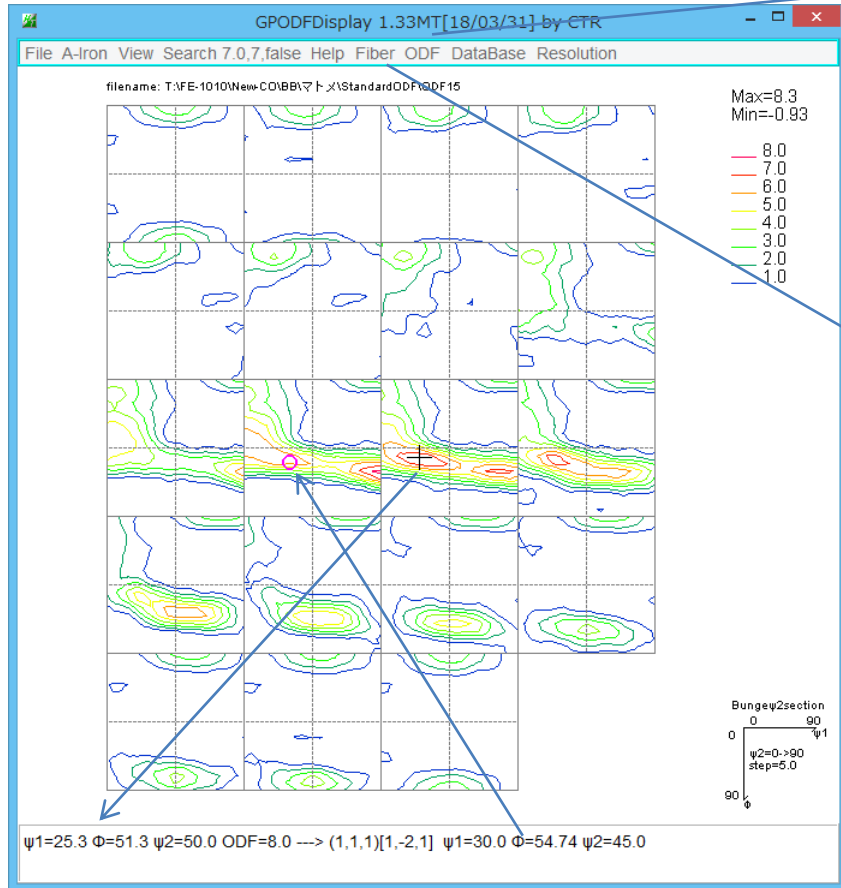 GPODFDisplay 1.33MT[18/03/31] by CTR
File A-Iron View Search 7.0,7,false Help Fiber ODF DataBase Resolution
filename: T:\FE-1010\New-CO\BB\マトメ\StandardODF\ODF15
Max=8.3
Min=-0.93
8.0
7.0
6.0
5.0
4.0
3.0
2.0
1.0
Bungeψ2section
0 90
0 ψ1
ψ2=0->90
step=5.0
90
Φ
ψ1=25.3 Φ=51.3 ψ2=50.0 ODF=8.0 ---> (1,1,1)[1,-2,1] ψ1=30.0 Φ=54.74 ψ2=45.0